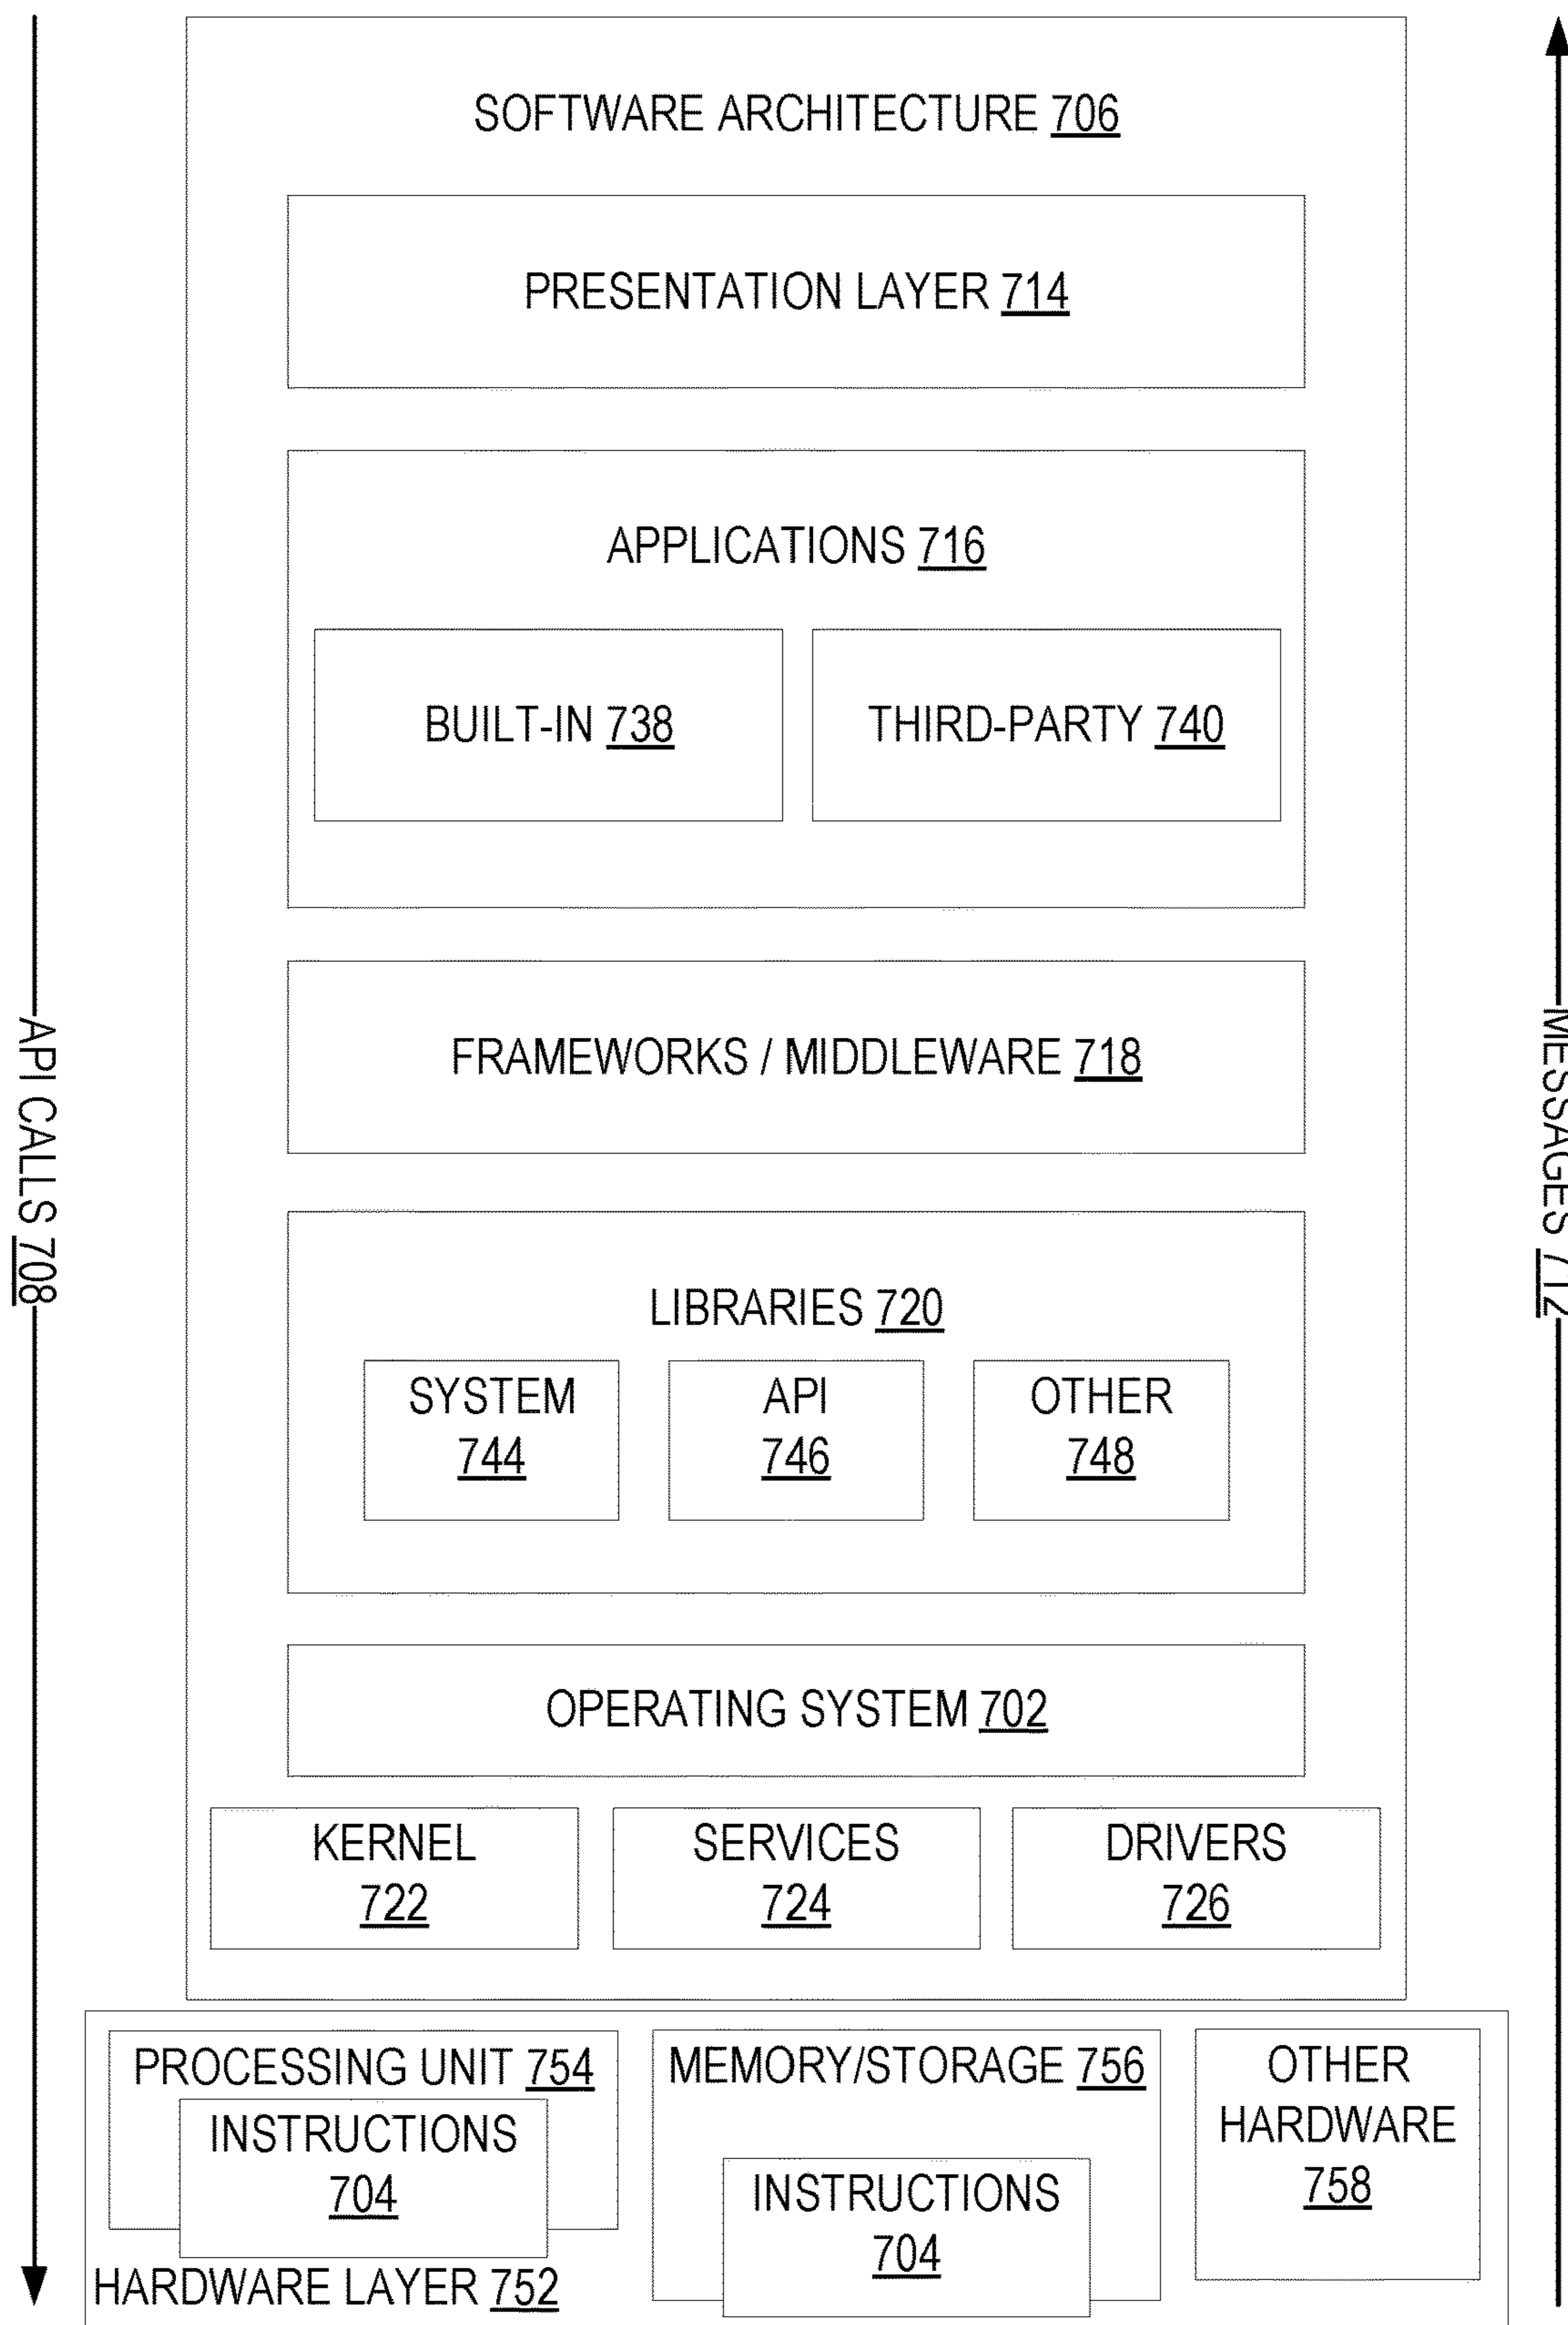 SOFTWARE ARCHITECTURE 706
PRESENTATION LAYER 714
APPLICATIONS 716
BUILT-IN 738
THIRD-PARTY 740
FRAMEWORKS / MIDDLEWARE 718
LIBRARIES 720
SYSTEM
744
API
746
OTHER
748
OPERATING SYSTEM 702
KERNEL
722
SERVICES
724
DRIVERS
726
PROCESSING UNIT 754
INSTRUCTIONS
704
MEMORY/STORAGE 756
INSTRUCTIONS
704
OTHER
HARDWARE
758
HARDWARE LAYER 752
API CALLS 708
MESSAGES 712